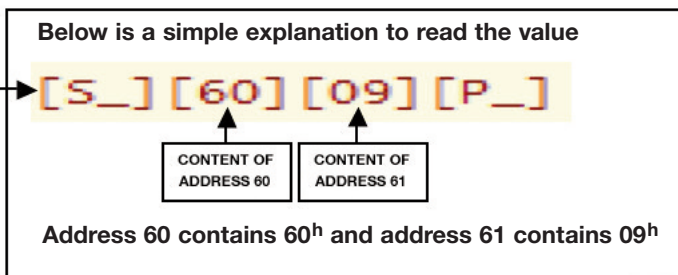 Below is a simple explanation to read the value
[S_][60][09][P_]
CONTENT OF
ADDRESS 60
CONTENT OF
ADDRESS 61
Address 60 contains 60ʰ and address 61 contains 09ʰ